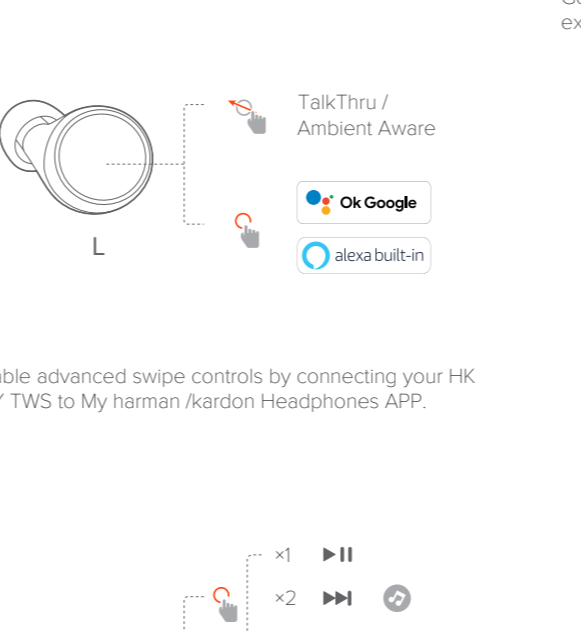 ex
TalkThru /
Ambient Aware
Ok Google
L
alexa built-in
advanced swipe controls by connecting your HK
TWS to My harman /kardon Headphones APP.
×1
×2